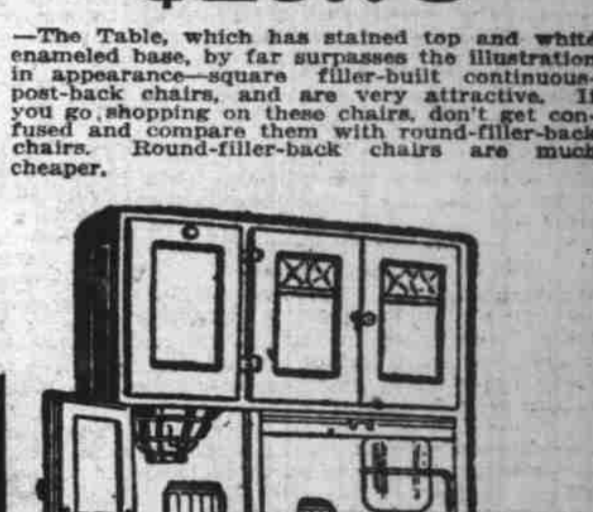 —The Table, which has stained top and white
enameled base, by far surpasses the illustration
in appearance—square filler-built continuous-
post-back chairs, and are very attractive. If
you go shopping on these chairs, don't get con-
fused and compare them with round-filler-back
chairs. Round-filler-back chairs are much
cheaper.